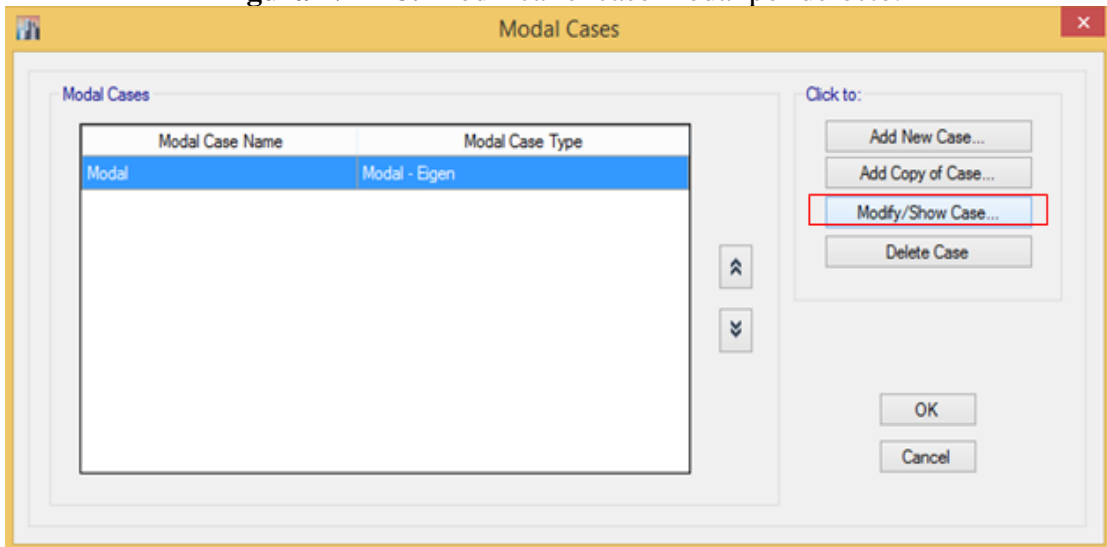 Modal Cases
Modal Cases
Click to:
Modal Case Name Modal Case Type
Modal Modal - Eigen
Add New Case...
Add Copy of Case...
Modify/Show Case...
Delete Case
OK
Cancel